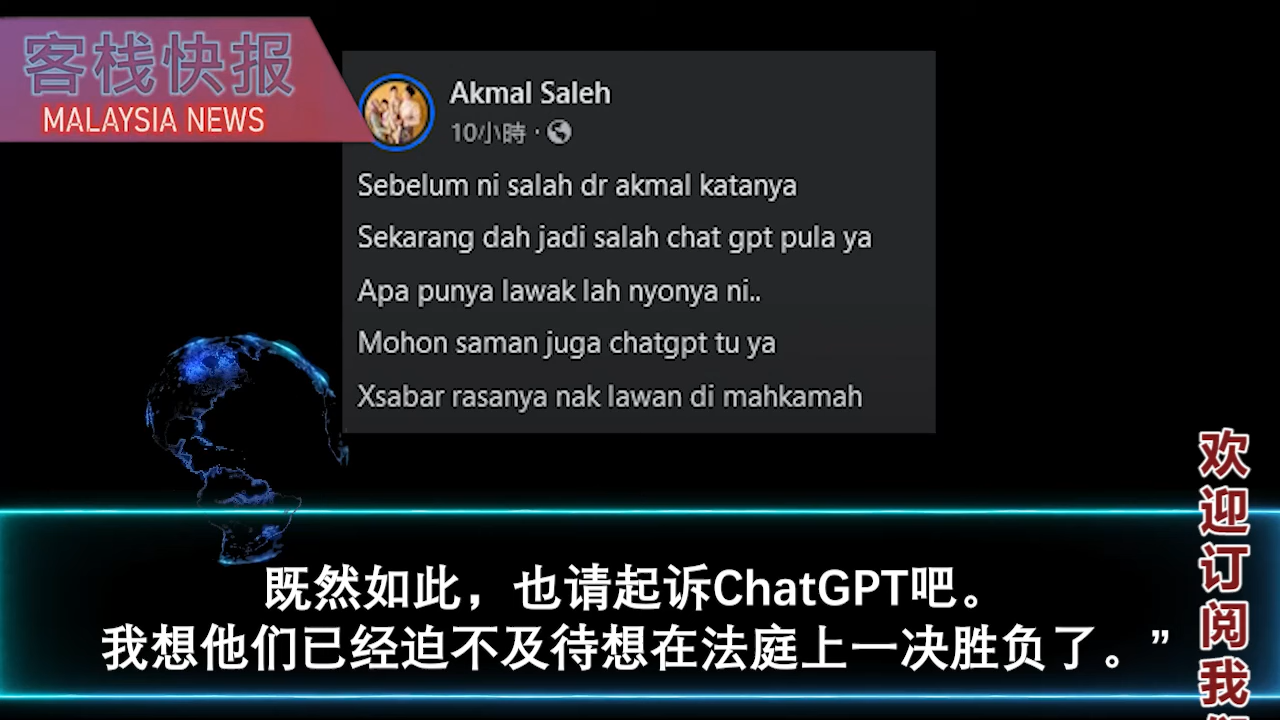 客栈快报
MALAYSIA NEWS
Akmal Saleh
10小時 ·
Sebelum ni salah dr akmal katanya
Sekarang dah jadi salah chat gpt pula ya
Apa punya lawak lah nyonya ni..
Mohon saman juga chatgpt tu ya
Xsabar rasanya nak lawan di mahkamah
既然如此，也请起诉ChatGPT吧。
我想他们已经迫不及待想在法庭上一决胜负了。”
欢迎订阅我